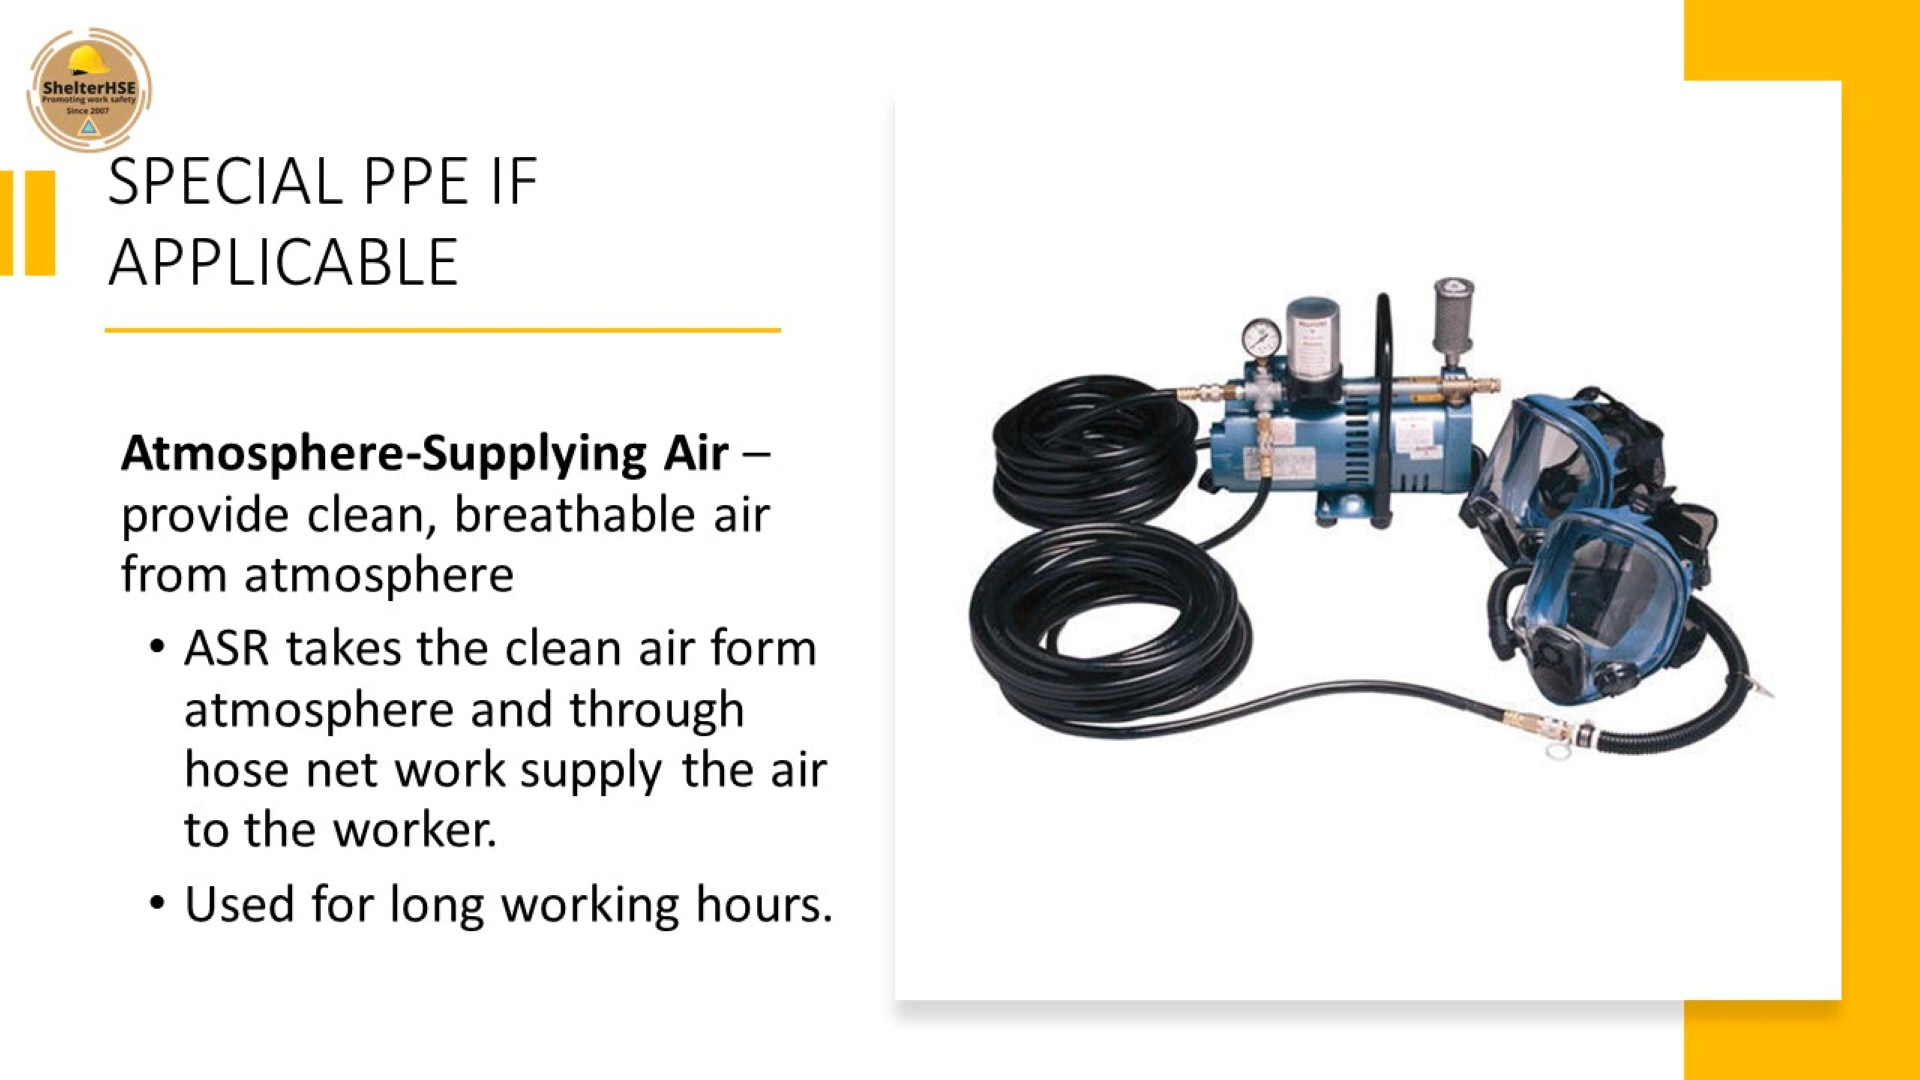 ShelterHSE
Promoting work safety
Since 2007
SPECIAL PPE IF
APPLICABLE
Atmosphere-Supplying Air –
provide clean, breathable air
from atmosphere
• ASR takes the clean air form
atmosphere and through
hose net work supply the air
to the worker.
• Used for long working hours.